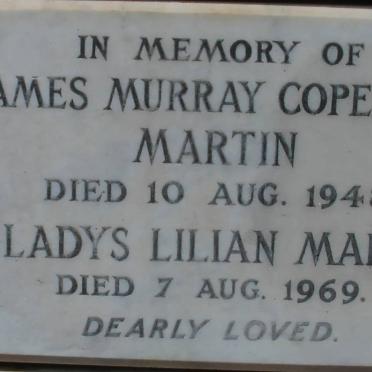 IN MEMORY OF
AMES MURRAY COPE
MARTIN
DIED 10 AUG. 194
LADYS LILIAN MA
DIED 7 AUG. 1969.
DEARLY LOVED.